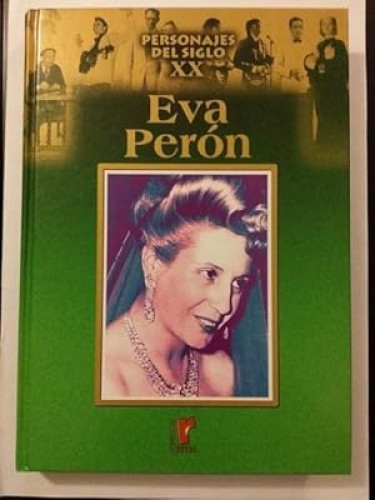 PERSONAJES
DEL SIGLO
XX
Eva
Perón